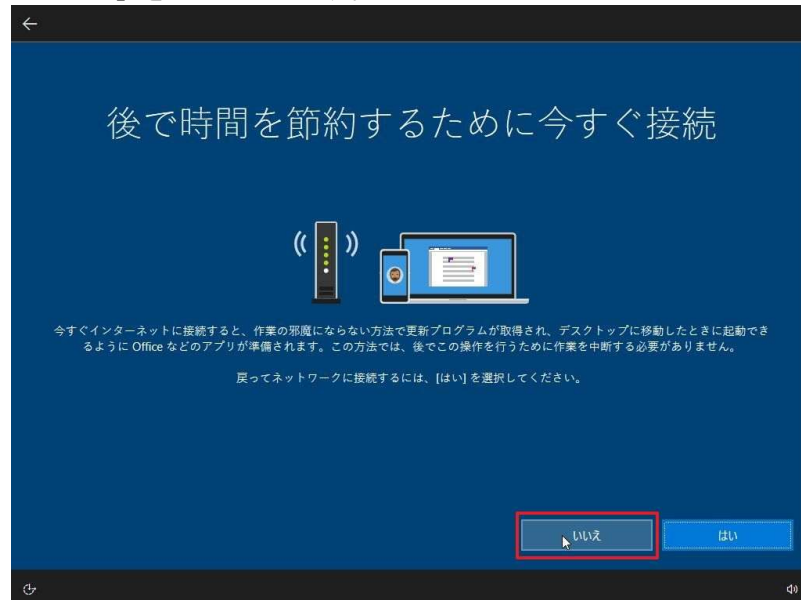 後で時間を節約するために今すぐ接続
今すぐインターネットに接続すると、作業の邪魔にならない方法で更新プログラムが取得され、デスクトップに移動したときに起動でき
るように Office などのアプリが準備されます。この方法では、後でこの操作を行うために作業を中断する必要がありません。
戻ってネットワークに接続するには、[はい] を選択してください。
いいえ
はい